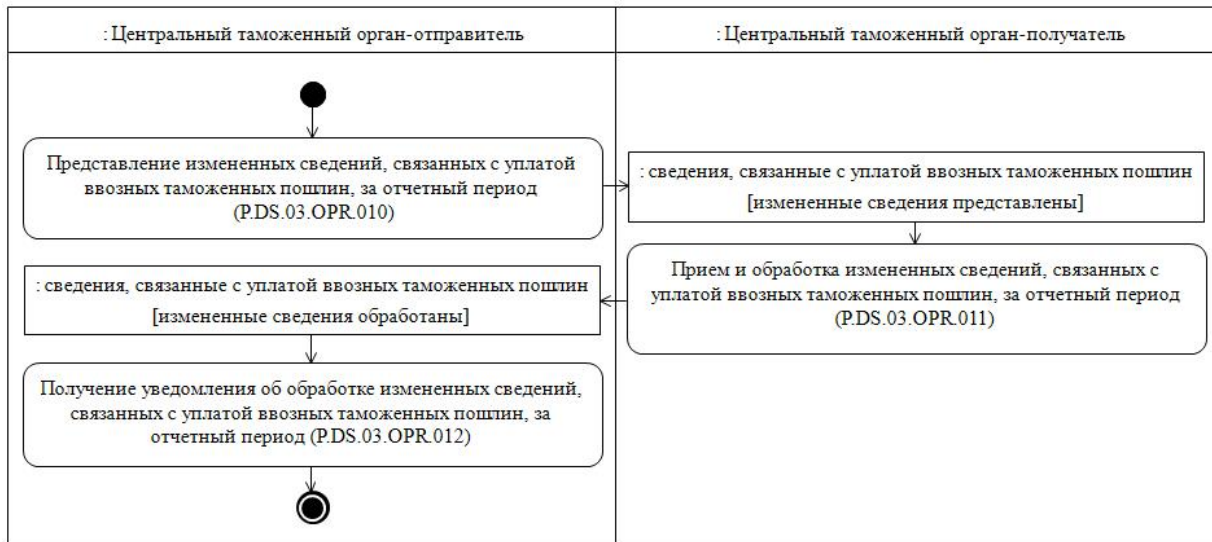 : Центральный таможенный орган-отправитель
: Центральный таможенный орган-получатель
Представление измененных сведений, связанных с уплатой
ввозных таможенных пошлин, за отчетный период
(P.DS.03.OPR.010)
: сведения, связанные с уплатой ввозных таможенных пошлин
[измененные сведения представлены]
Прием и обработка измененных сведений, связанных с
уплатой ввозных таможенных пошлин, за отчетный период
(P.DS.03.OPR.011)
: сведения, связанные с уплатой ввозных таможенных пошлин
[измененные сведения обработаны]
Получение уведомления об обработке измененных сведений,
связанных с уплатой ввозных таможенных пошлин, за
отчетный период (P.DS.03.OPR.012)